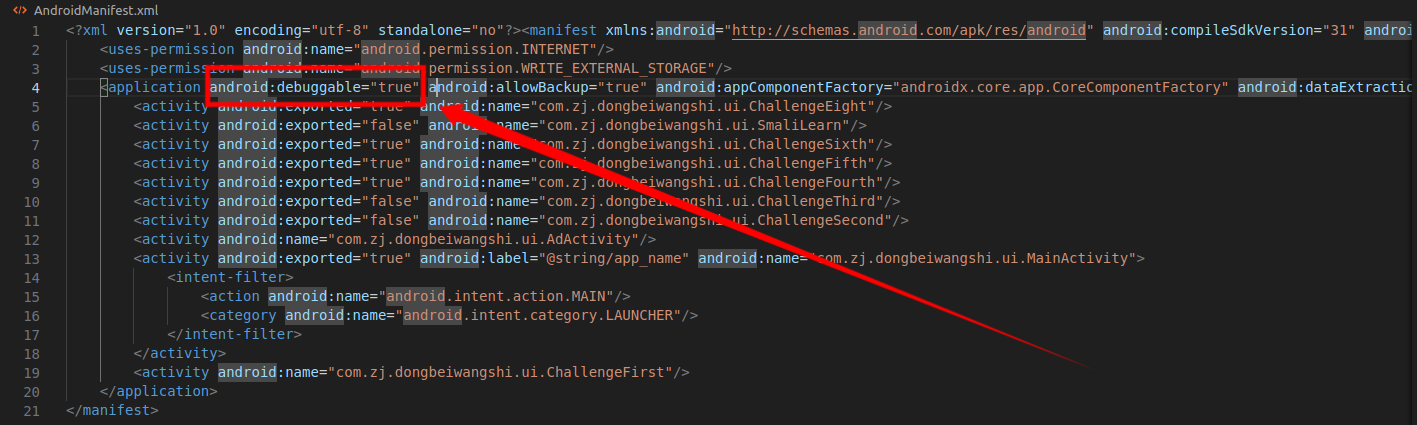 AndroidManifest.xml
1 <?xml version="1.0" encoding="utf-8" standalone="no"?><manifest xmlns:android="http://schemas.android.com/apk/res/android" android:compileSdkVersion="31" androi
2 <uses-permission android:name="android.permission.INTERNET"/>
3 <uses-permission android:name="android.permission.WRITE_EXTERNAL_STORAGE"/>
4 <application android:debuggable="true" android:allowBackup="true" android:appComponentFactory="androidx.core.app.CoreComponentFactory" android:dataExtractio
5 <activity android:exported="true" android:name="com.zj.dongbeiwangshi.ui.ChallengeEight"/>
6 <activity android:exported="false" android:name="com.zj.dongbeiwangshi.ui.SmaliLearn"/>
7 <activity android:exported="true" android:name="com.zj.dongbeiwangshi.ui.ChallengeSixth"/>
8 <activity android:exported="true" android:name="com.zj.dongbeiwangshi.ui.ChallengeFifth"/>
9 <activity android:exported="true" android:name="com.zj.dongbeiwangshi.ui.ChallengeFourth"/>
10 <activity android:exported="false" android:name="com.zj.dongbeiwangshi.ui.ChallengeThird"/>
11 <activity android:exported="false" android:name="com.zj.dongbeiwangshi.ui.ChallengeSecond"/>
12 <activity android:name="com.zj.dongbeiwangshi.ui.AdActivity"/>
13 <activity android:exported="true" android:label="@string/app_name" android:name="com.zj.dongbeiwangshi.ui.MainActivity">
14 <intent-filter>
15 <action android:name="android.intent.action.MAIN"/>
16 <category android:name="android.intent.category.LAUNCHER"/>
17 </intent-filter>
18 </activity>
19 <activity android:name="com.zj.dongbeiwangshi.ui.ChallengeFirst"/>
20 </application>
21 </manifest>